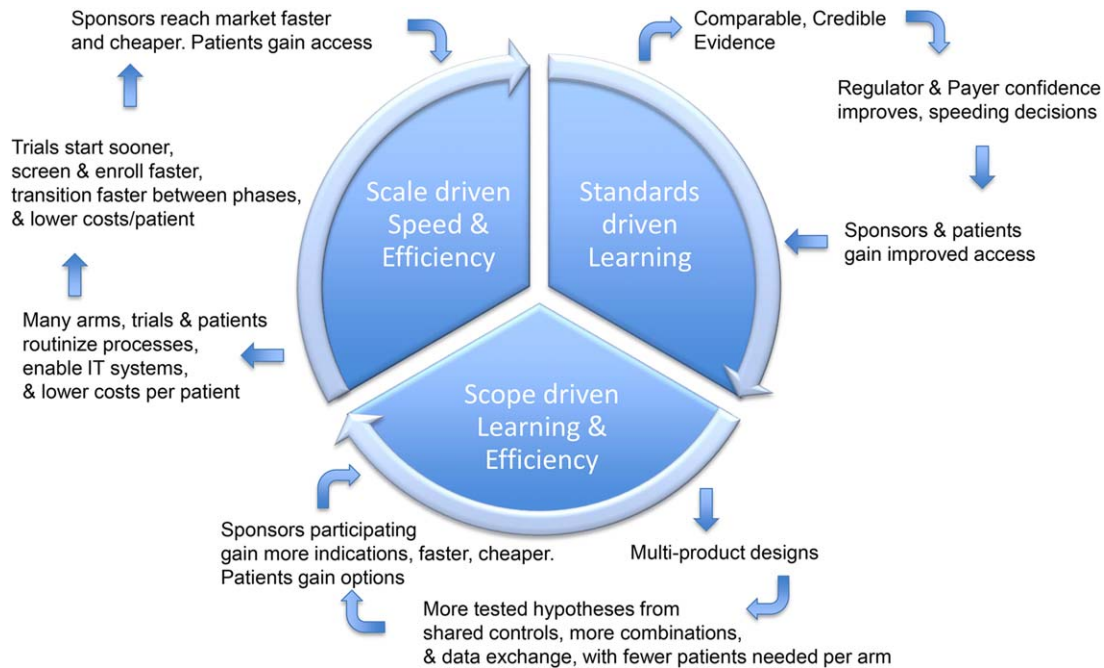 Sponsors reach market faster
and cheaper. Patients gain access
Trials start sooner,
screen & enroll faster,
transition faster between phases,
& lower costs/patient
Many arms, trials & patients
routinize processes,
enable IT systems,
& lower costs per patient
Scale driven
Speed &
Efficiency
Standards
driven
Learning
Scope driven
Learning &
Efficiency
Comparable, Credible
Evidence
Regulator & Payer confidence
improves, speeding decisions
Sponsors & patients
gain improved access
Multi-product designs
More tested hypotheses from
shared controls, more combinations,
& data exchange, with fewer patients needed per arm
Sponsors participating
gain more indications, faster, cheaper.
Patients gain options